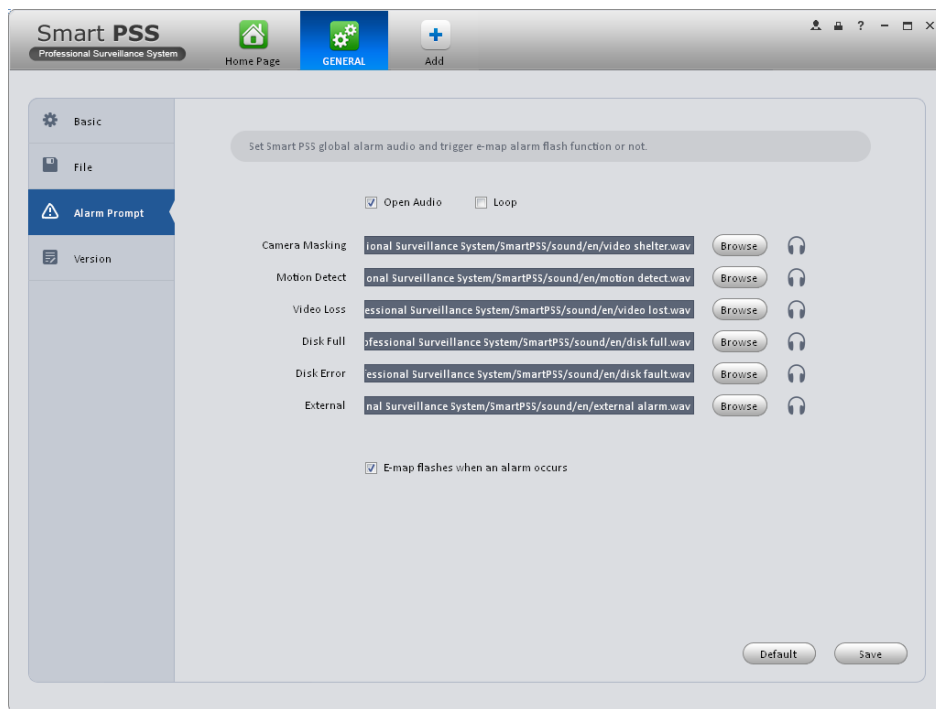 Smart PSS
Professional Surveillance System
Home Page
GENERAL
Add
Basic
File
Alarm Prompt
Version
Set Smart PSS global alarm audio and trigger e-map alarm flash function or not.
Open Audio Loop
Camera Masking ional Surveillance System/SmartPSS/sound/en/video shelter.wav Browse
Motion Detect onal Surveillance System/SmartPSS/sound/en/motion detect.wav Browse
Video Loss essional Surveillance System/SmartPSS/sound/en/video lost.wav Browse
Disk Full ofessional Surveillance System/SmartPSS/sound/en/disk full.wav Browse
Disk Error essional Surveillance System/SmartPSS/sound/en/disk fault.wav Browse
External nal Surveillance System/SmartPSS/sound/en/external alarm.wav Browse
E-map flashes when an alarm occurs
Default Save